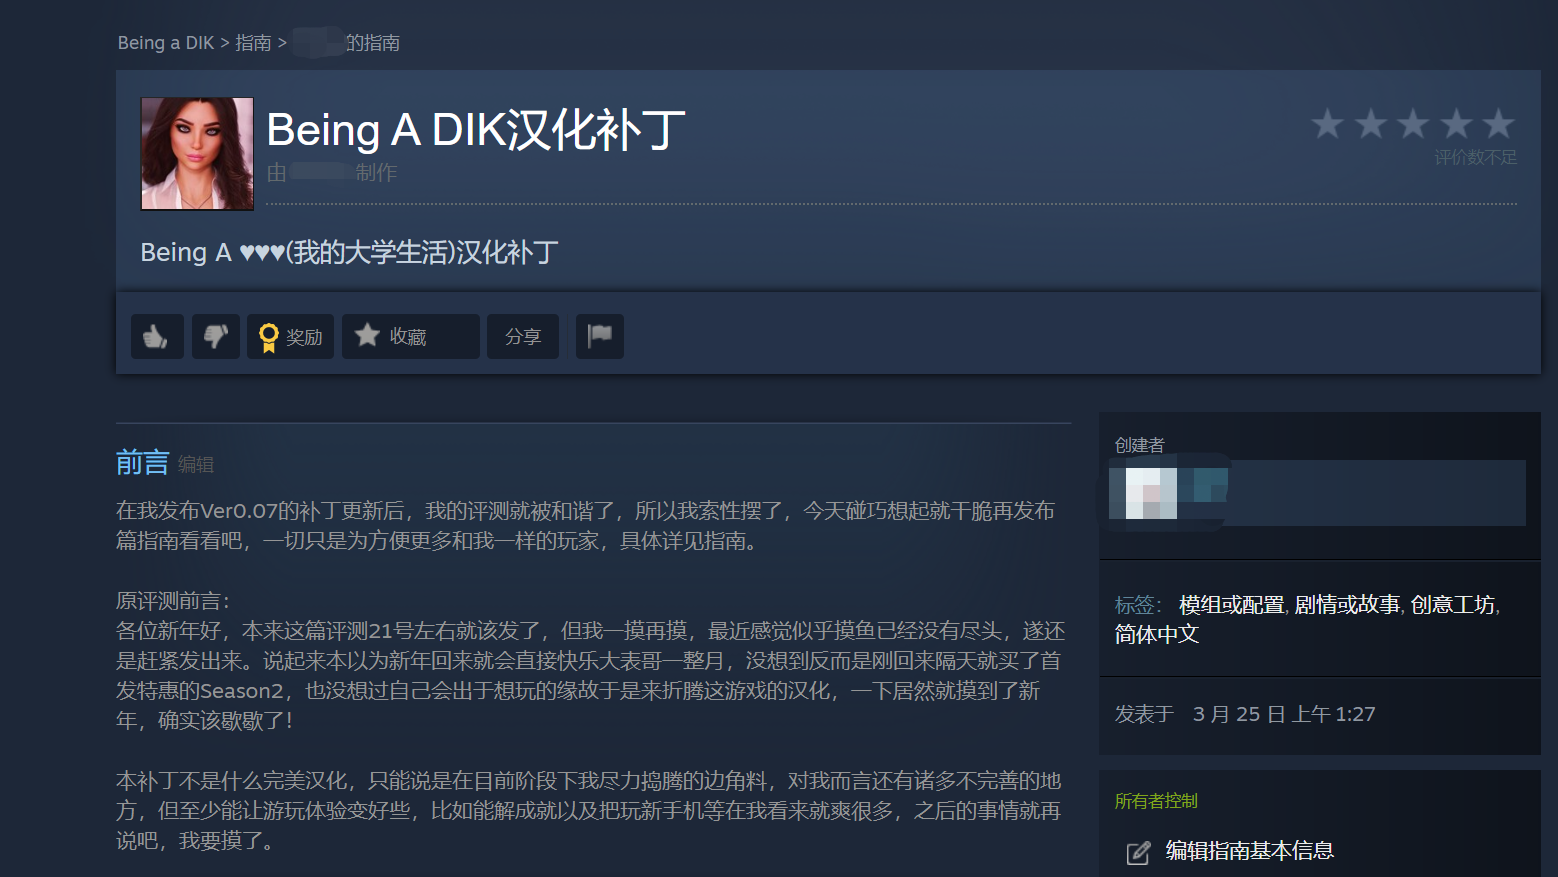 Being a DIK > 指南 > 的指南
Being A DIK汉化补丁
由 制作
评价数不足
Being A ♥♥♥(我的大学生活)汉化补丁
奖励
收藏
分享
前言 编辑
在我发布Ver0.07的补丁更新后，我的评测就被和谐了，所以我索性摆了，今天碰巧想起就干脆再发布
篇指南看看吧，一切只是为方便更多和我一样的玩家，具体详见指南。
原评测前言：
各位新年好，本来这篇评测21号左右就该发了，但我一摸再摸，最近感觉似乎摸鱼已经没有尽头，遂还
是赶紧发出来。说起来本以为新年回来就会直接快乐大表哥一整月，没想到反而是刚回来隔天就买了首
发特惠的Season2，也没想过自己会出于想玩的缘故于是来折腾这游戏的汉化，一下居然就摸到了新
年，确实该歇歇了！
本补丁不是什么完美汉化，只能说是在目前阶段下我尽力捣腾的边角料，对我而言还有诸多不完善的地
方，但至少能让游玩体验变好些，比如能解成就以及把玩新手机等在我看来就爽很多，之后的事情就再
说吧，我要摸了。
创建者
标签： 模组或配置, 剧情或故事, 创意工坊,
简体中文
发表于 3 月 25 日 上午 1:27
所有者控制
编辑指南基本信息